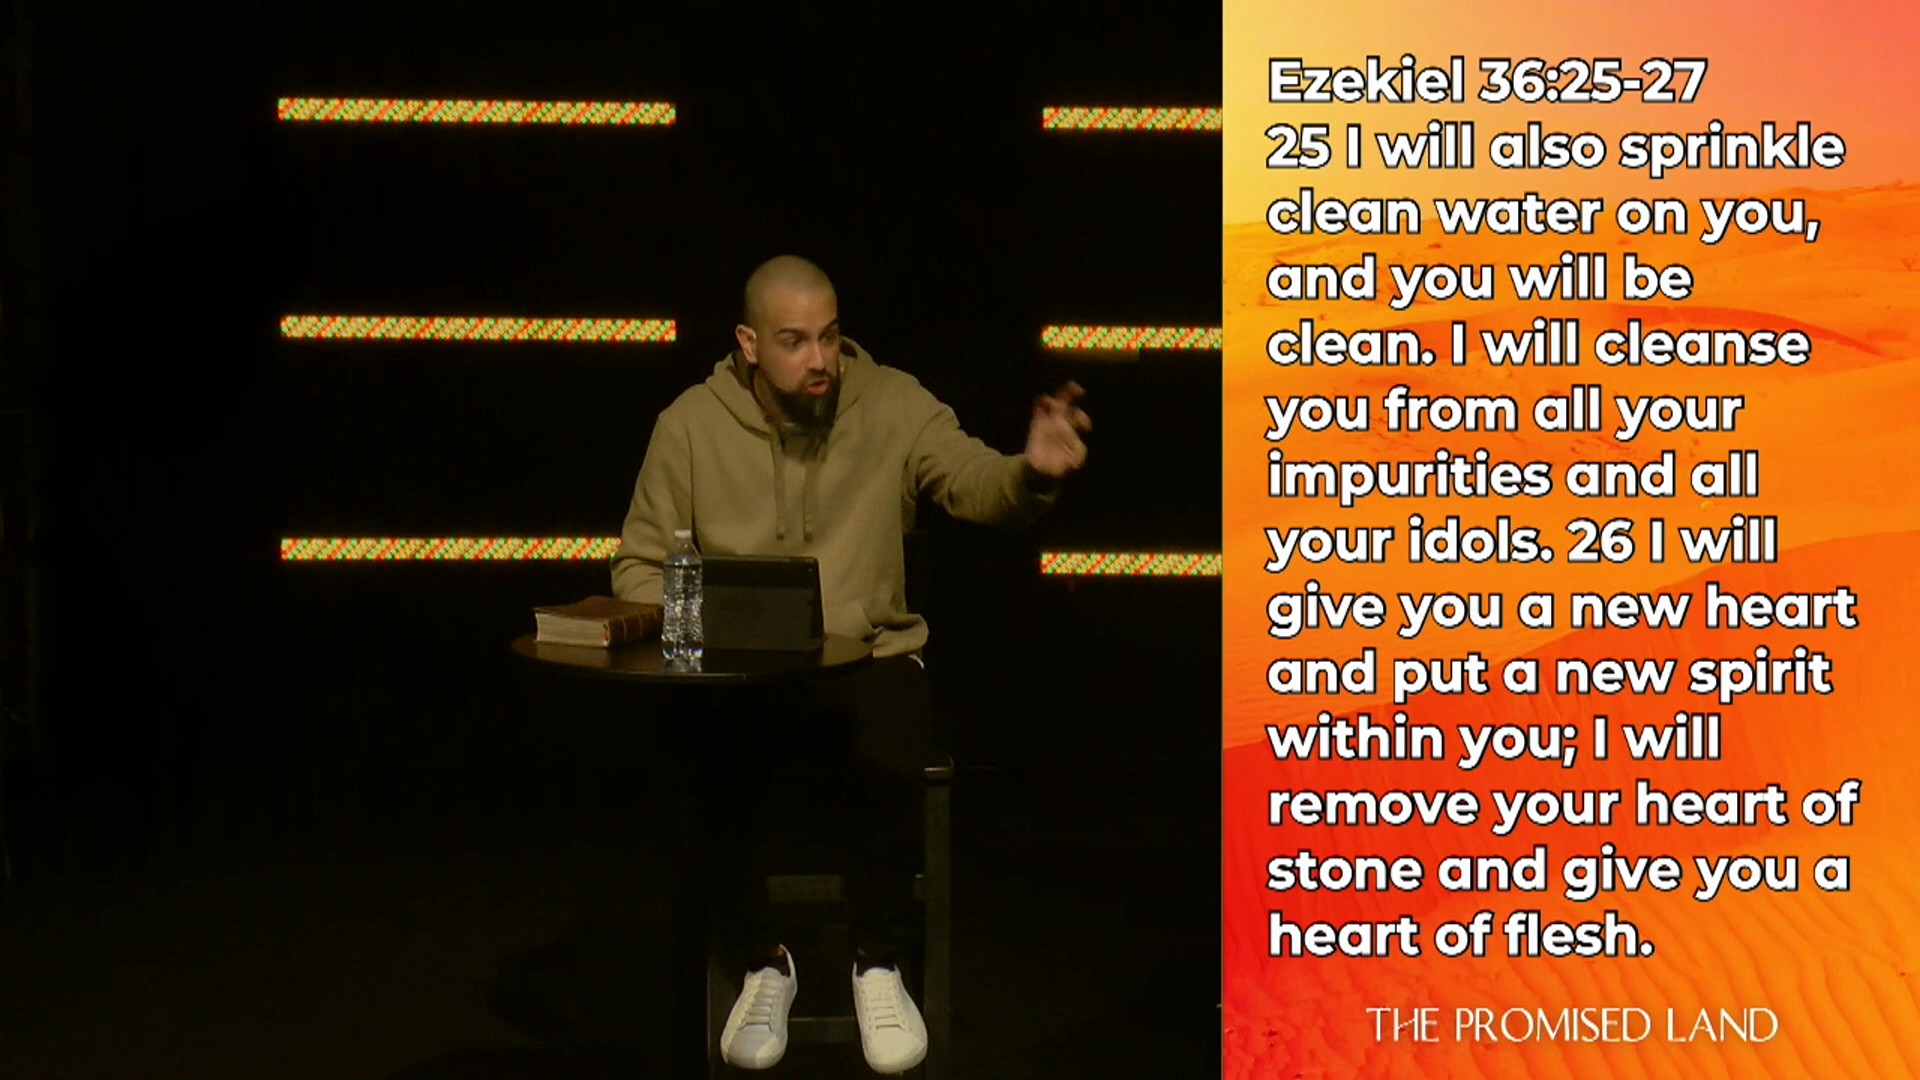 Ezekiel 36:25-27
25 I will also sprinkle
clean water on you,
and you will be
clean. I will cleanse
you from all your
impurities and all
your idols. 26 I will
give you a new heart
and put a new spirit
within you; I will
remove your heart of
stone and give you a
heart of flesh.
THE PROMISED LAND